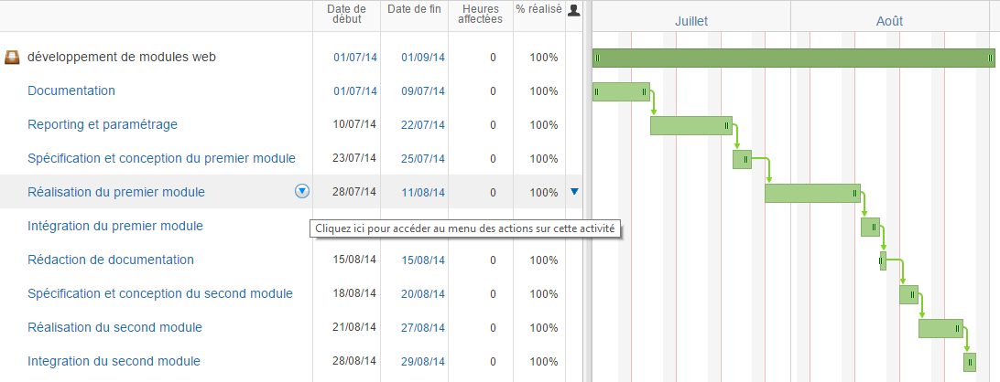 Date de début Date de fin Heures affectées % réalisé Juillet Août
développement de modules web 01/07/14 01/09/14 0 100%
Documentation 01/07/14 09/07/14 0 100%
Reporting et paramétrage 10/07/14 22/07/14 0 100%
Spécification et conception du premier module 23/07/14 25/07/14 0 100%
Réalisation du premier module 28/07/14 11/08/14 0 100%
Intégration du premier module
Cliquez ici pour accéder au menu des actions sur cette activité
Rédaction de documentation 15/08/14 15/08/14 0 100%
Spécification et conception du second module 18/08/14 20/08/14 0 100%
Réalisation du second module 21/08/14 27/08/14 0 100%
Integration du second module 28/08/14 29/08/14 0 100%